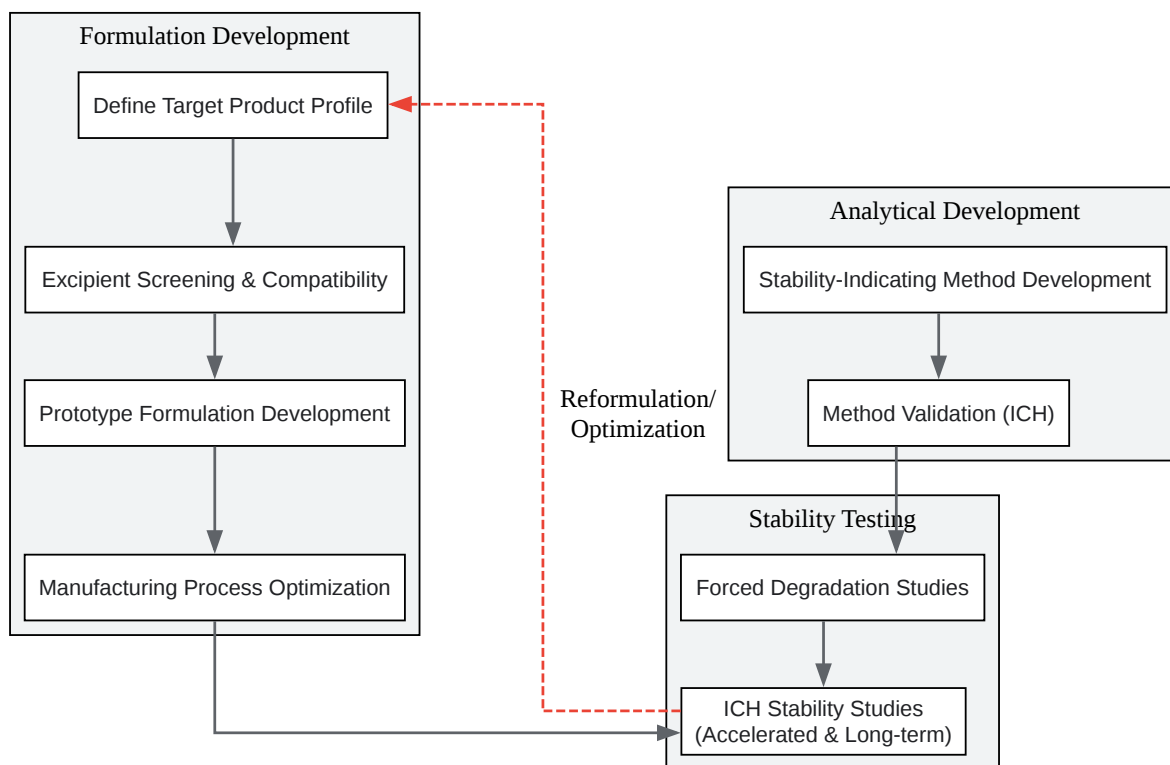 Formulation Development
Define Target Product Profile
Excipient Screening & Compatibility
Prototype Formulation Development
Manufacturing Process Optimization
Reformulation/
Optimization
Analytical Development
Stability-Indicating Method Development
Method Validation (ICH)
Stability Testing
Forced Degradation Studies
ICH Stability Studies
(Accelerated & Long-term)